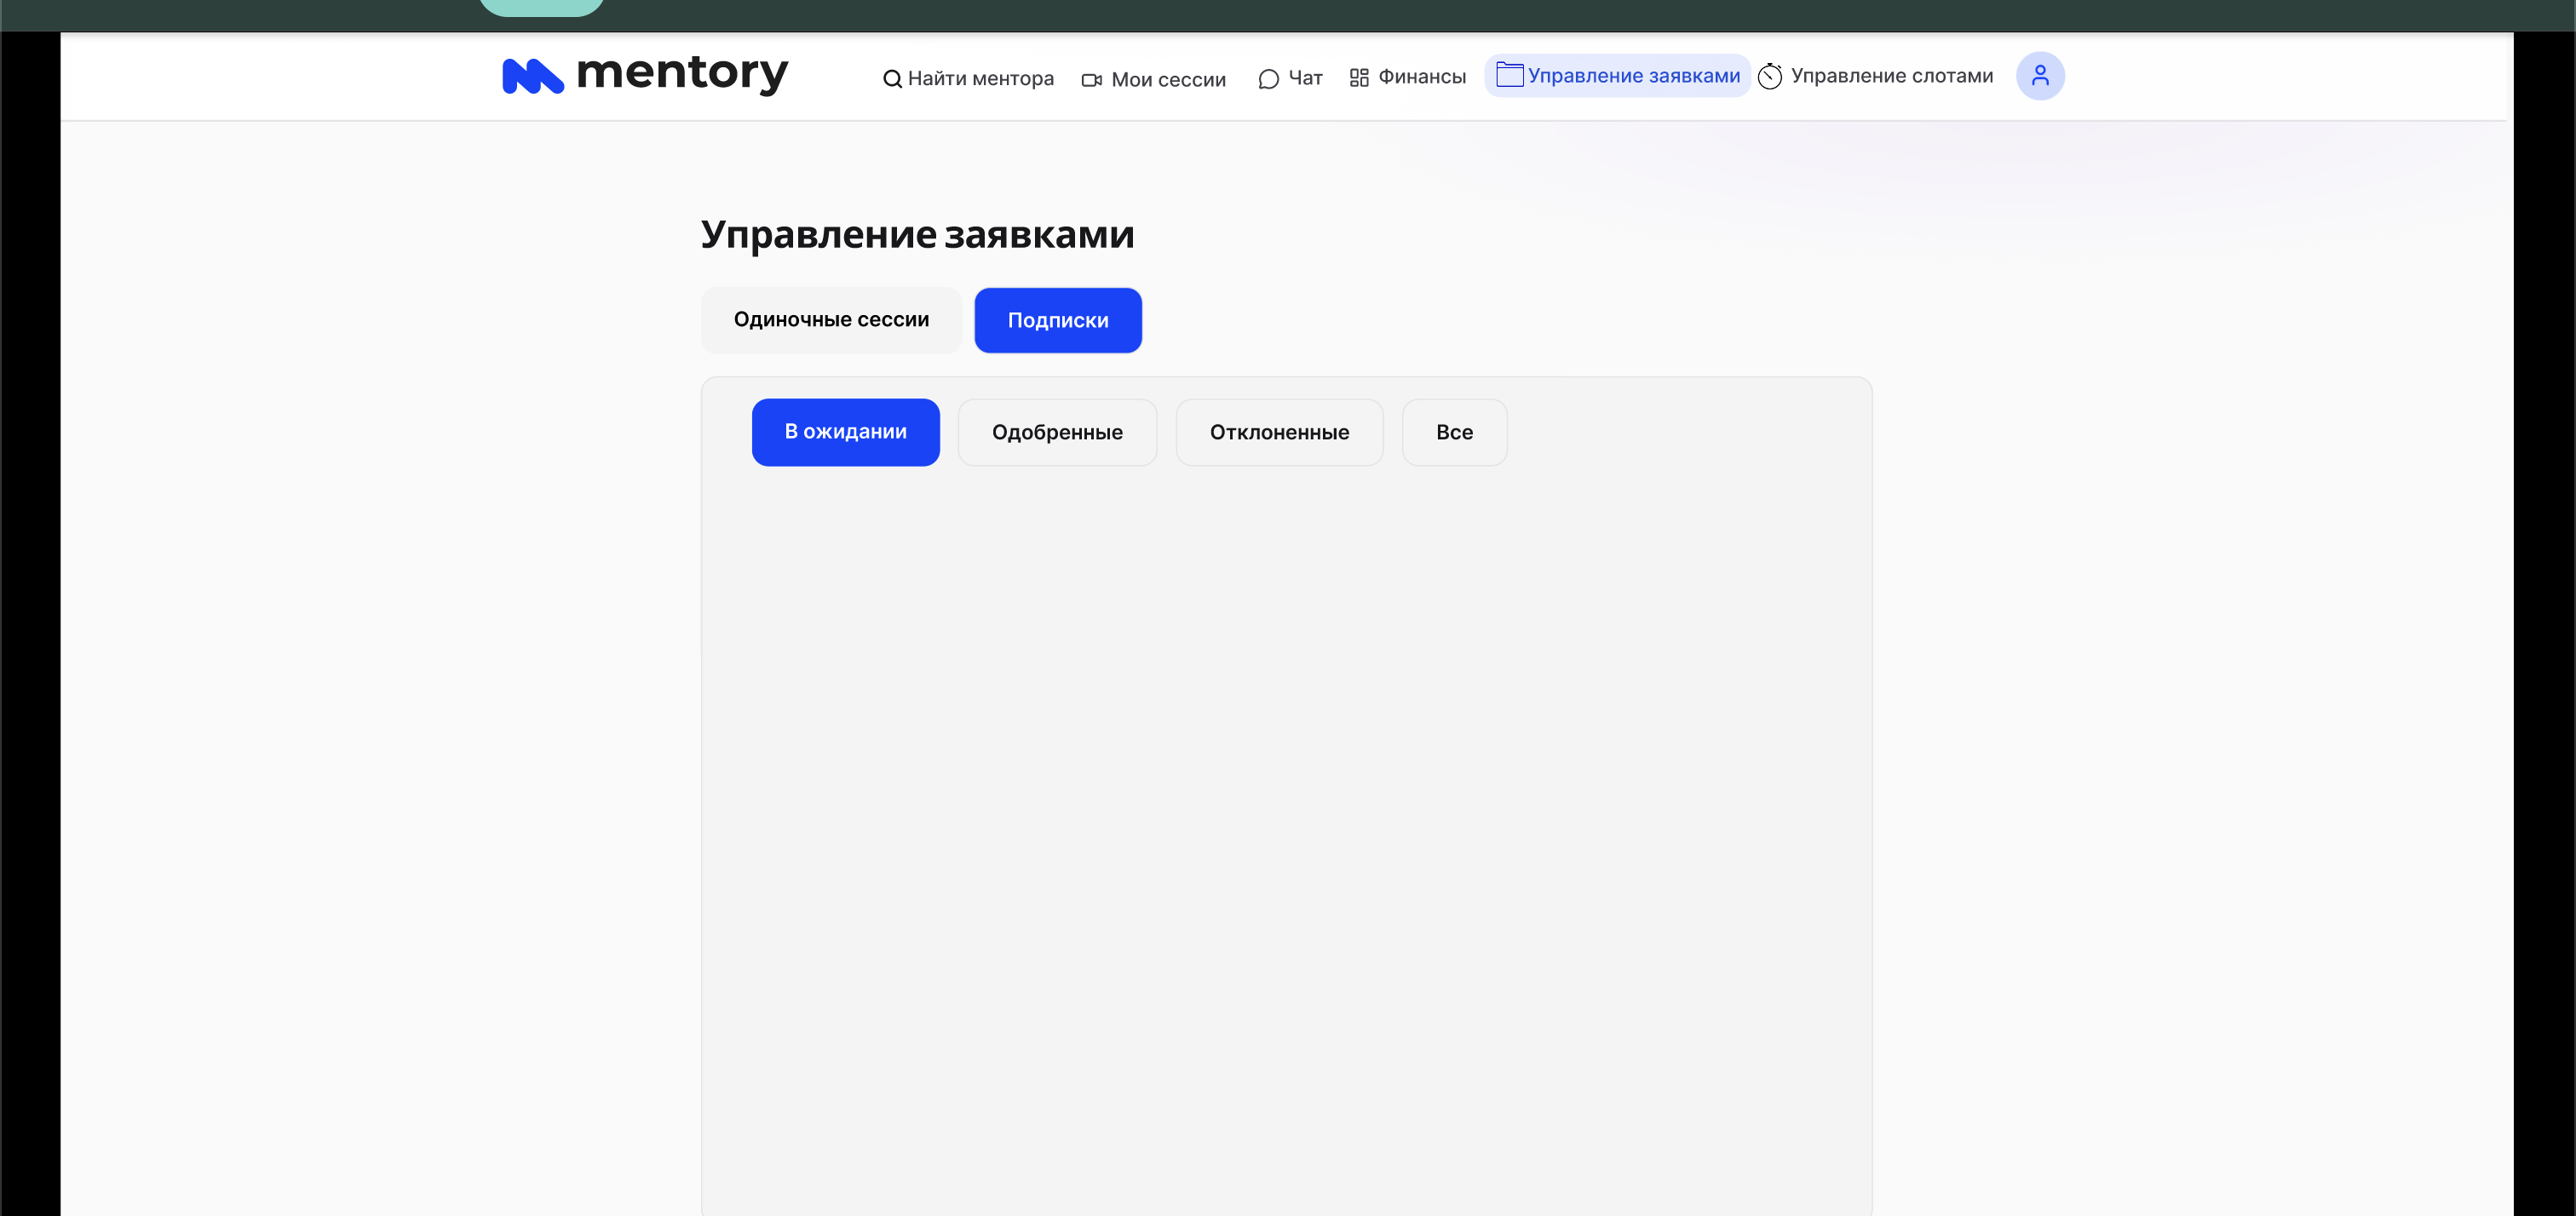 mentory
Найти ментора
Мои сессии
Чат
Финансы
Управление заявками
Управление слотами
Управление заявками
Одиночные сессии
Подписки
В ожидании
Одобренные
Отклоненные
Все